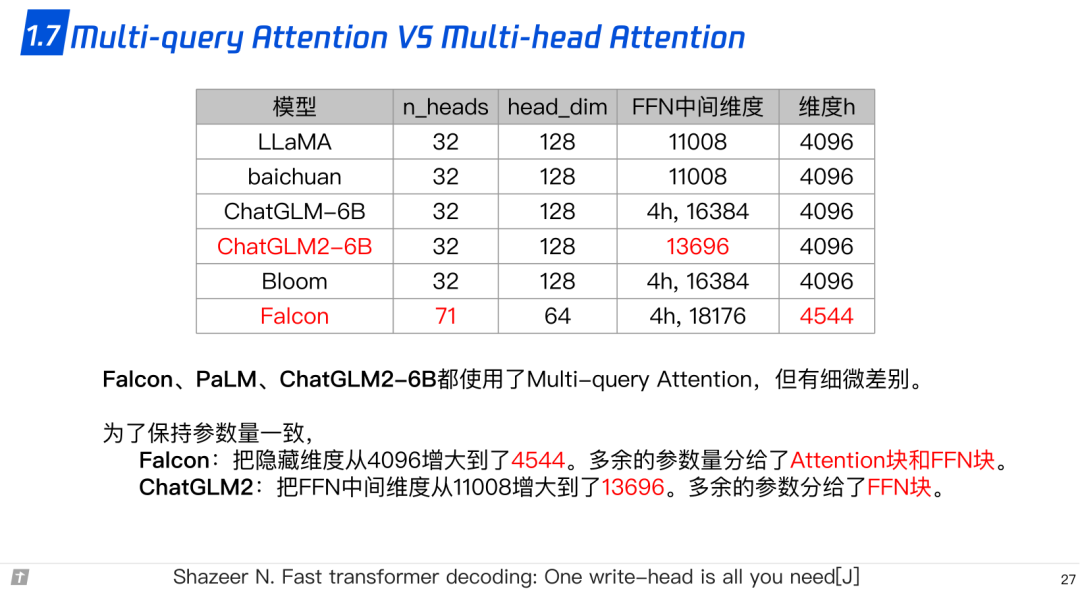 1.7 Multi-query Attention VS Multi-head Attention
模型 n_heads head_dim FFN中间维度 维度h
LLaMA 32 128 11008 4096
baichuan 32 128 11008 4096
ChatGLM-6B 32 128 4h, 16384 4096
ChatGLM2-6B 32 128 13696 4096
Bloom 32 128 4h, 16384 4096
Falcon 71 64 4h, 18176 4544
Falcon、PaLM、ChatGLM2-6B都使用了Multi-query Attention，但有细微差别。
为了保持参数量一致，
Falcon：把隐藏维度从4096增大到了4544。多余的参数量分给了Attention块和FFN块。
ChatGLM2：把FFN中间维度从11008增大到了13696。多余的参数分给了FFN块。
Shazeer N. Fast transformer decoding: One write-head is all you need[J]
27